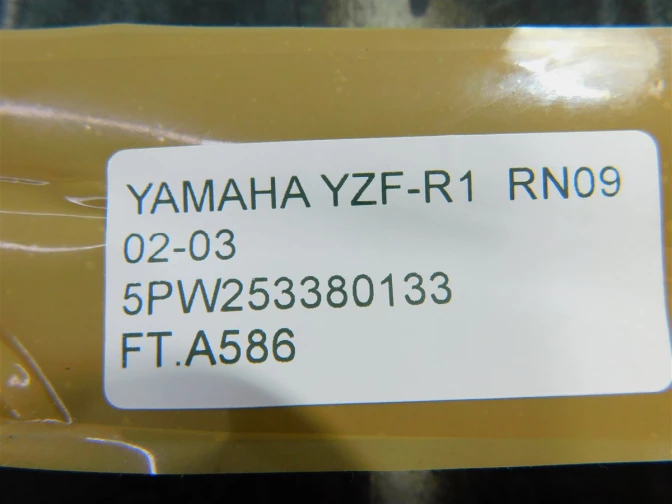 YAMAHA YZF-R1 RN09
02-03
5PW253380133
FT.A586